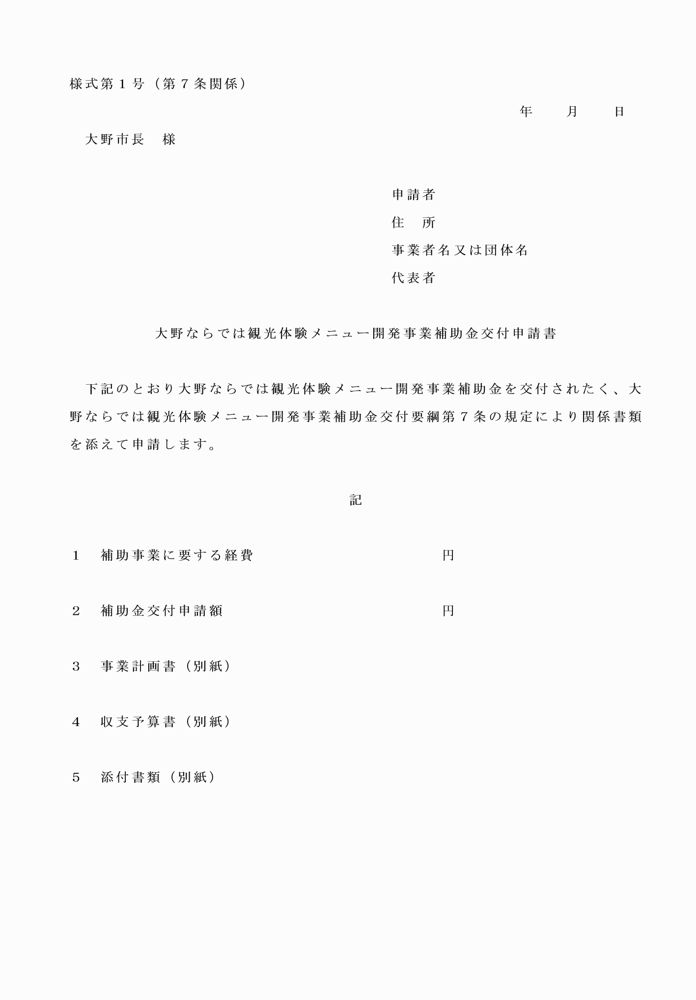 様式第１号（第７条関係）
年　　月　　日
大野市長　様
申請者
住　所
事業者名又は団体名
代表者
大野ならでは観光体験メニュー開発事業補助金交付申請書
下記のとおり大野ならでは観光体験メニュー開発事業補助金を交付されたく、大
野ならでは観光体験メニュー開発事業補助金交付要綱第７条の規定により関係書類
を添えて申請します。
記
１　補助事業に要する経費　　　　　　　　　　　　円
２　補助金交付申請額　　　　　　　　　　　　　　円
３　事業計画書（別紙）
４　収支予算書（別紙）
５　添付書類（別紙）